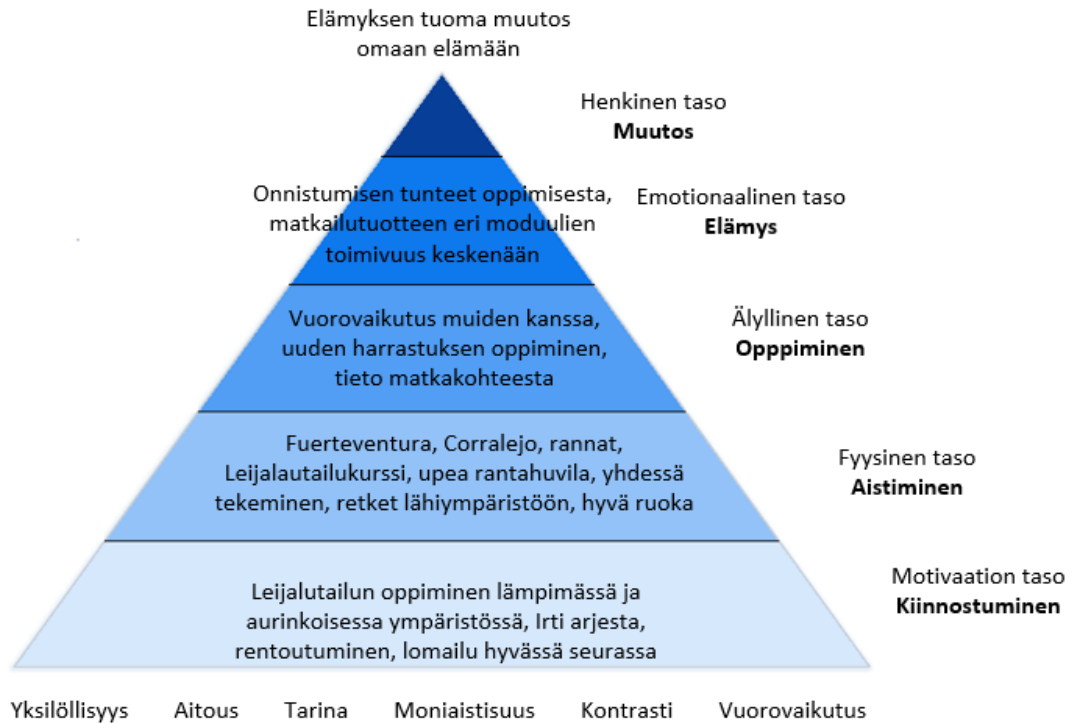 Elämyksen tuoma muutos
omaan elämään
Henkinen taso
Muutos
Onnistumisen tunteet oppimisesta,
matkailutuotteen eri moduulien
toimivuus keskenään
Emotionaalinen taso
Elämys
Vuorovaikutus muiden kanssa,
uuden harrastuksen oppiminen,
tieto matkakohteesta
Älyllinen taso
Opppiminen
Fuerteventura, Corralejo, rannat,
Leijalautailukurssi, upea rantahuvila, yhdessä
tekeminen, retket lähiympäristöön, hyvä ruoka
Fyysinen taso
Aistiminen
Leijalutailun oppiminen lämpimässä ja
aurinkoisessa ympäristössä, Irti arjesta,
rentoutuminen, lomailu hyvässä seurassa
Motivaation taso
Kiinnostuminen
Yksilöllisyys Aitous Tarina Moniaistisuus Kontrasti Vuorovaikutus